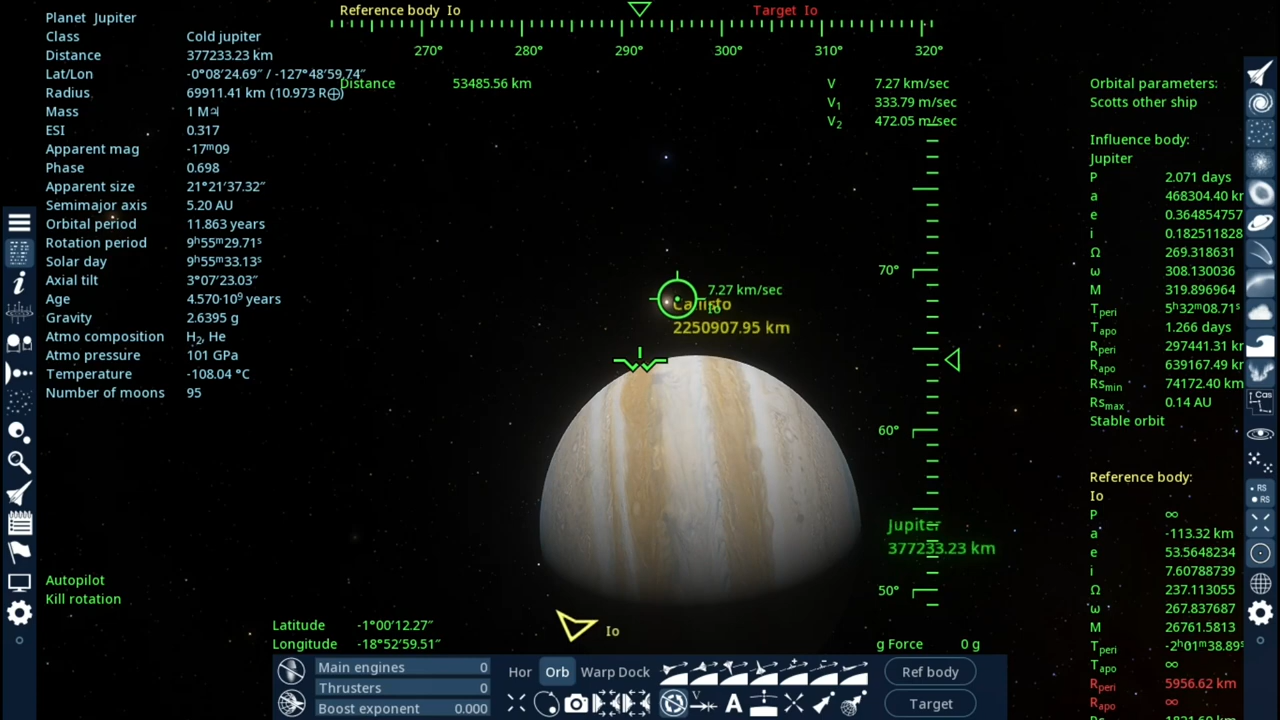 Planet Jupiter
Class Cold jupiter
Distance 377233.23 km
Lat/Lon -0°08′24.69″ / -127°48′59.74″
Radius 69911.41 km (10.973 R⊕)
Mass 1 M♃
ESI 0.317
Apparent mag -17ᵐ09
Phase 0.698
Apparent size 21°21′37.32″
Semimajor axis 5.20 AU
Orbital period 11.863 years
Rotation period 9ʰ55ᵐ29.71ˢ
Solar day 9ʰ55ᵐ33.13ˢ
Axial tilt 3°07′23.03″
Age 4.570·10⁹ years
Gravity 2.6395 g
Atmo composition H₂, He
Atmo pressure 101 GPa
Temperature -108.04 °C
Number of moons 95
Autopilot
Kill rotation
Reference body Io
Target Io
270° 280° 290° 300° 310° 320°
Distance 53485.56 km
V 7.27 km/sec
V₁ 333.79 m/sec
V₂ 472.05 m/sec
7.27 km/sec
Io
Callisto
2250907.95 km
70°
60°
50°
Jupiter
377233.23 km
Io
Latitude -1°00′12.27″
Longitude -18°52′59.51″
g Force 0 g
Main engines 0
Thrusters 0
Boost exponent 0.000
Hor Orb Warp Dock
Ref body
Target
Orbital parameters:
Scotts other ship
Influence body:
Jupiter
P 2.071 days
a 468304.40 kr
e 0.364854757
i 0.182511828
Ω 269.318631
ω 308.130036
M 319.896964
Tperi 5ʰ32ᵐ08.71ˢ
Tapo 1.266 days
Rperi 297441.31 kr
Rapo 639167.49 kr
Rsmin 74172.40 km
Rsmax 0.14 AU
Stable orbit
Reference body:
Io
P ∞
a -113.32 km
e 53.5648234
i 7.60788739
Ω 237.113055
ω 267.837687
M 26761.5813
Tperi -2ʰ01ᵐ38.89ˢ
Tapo ∞
Rperi 5956.62 km
Rapo ∞
Cas
RS
RS